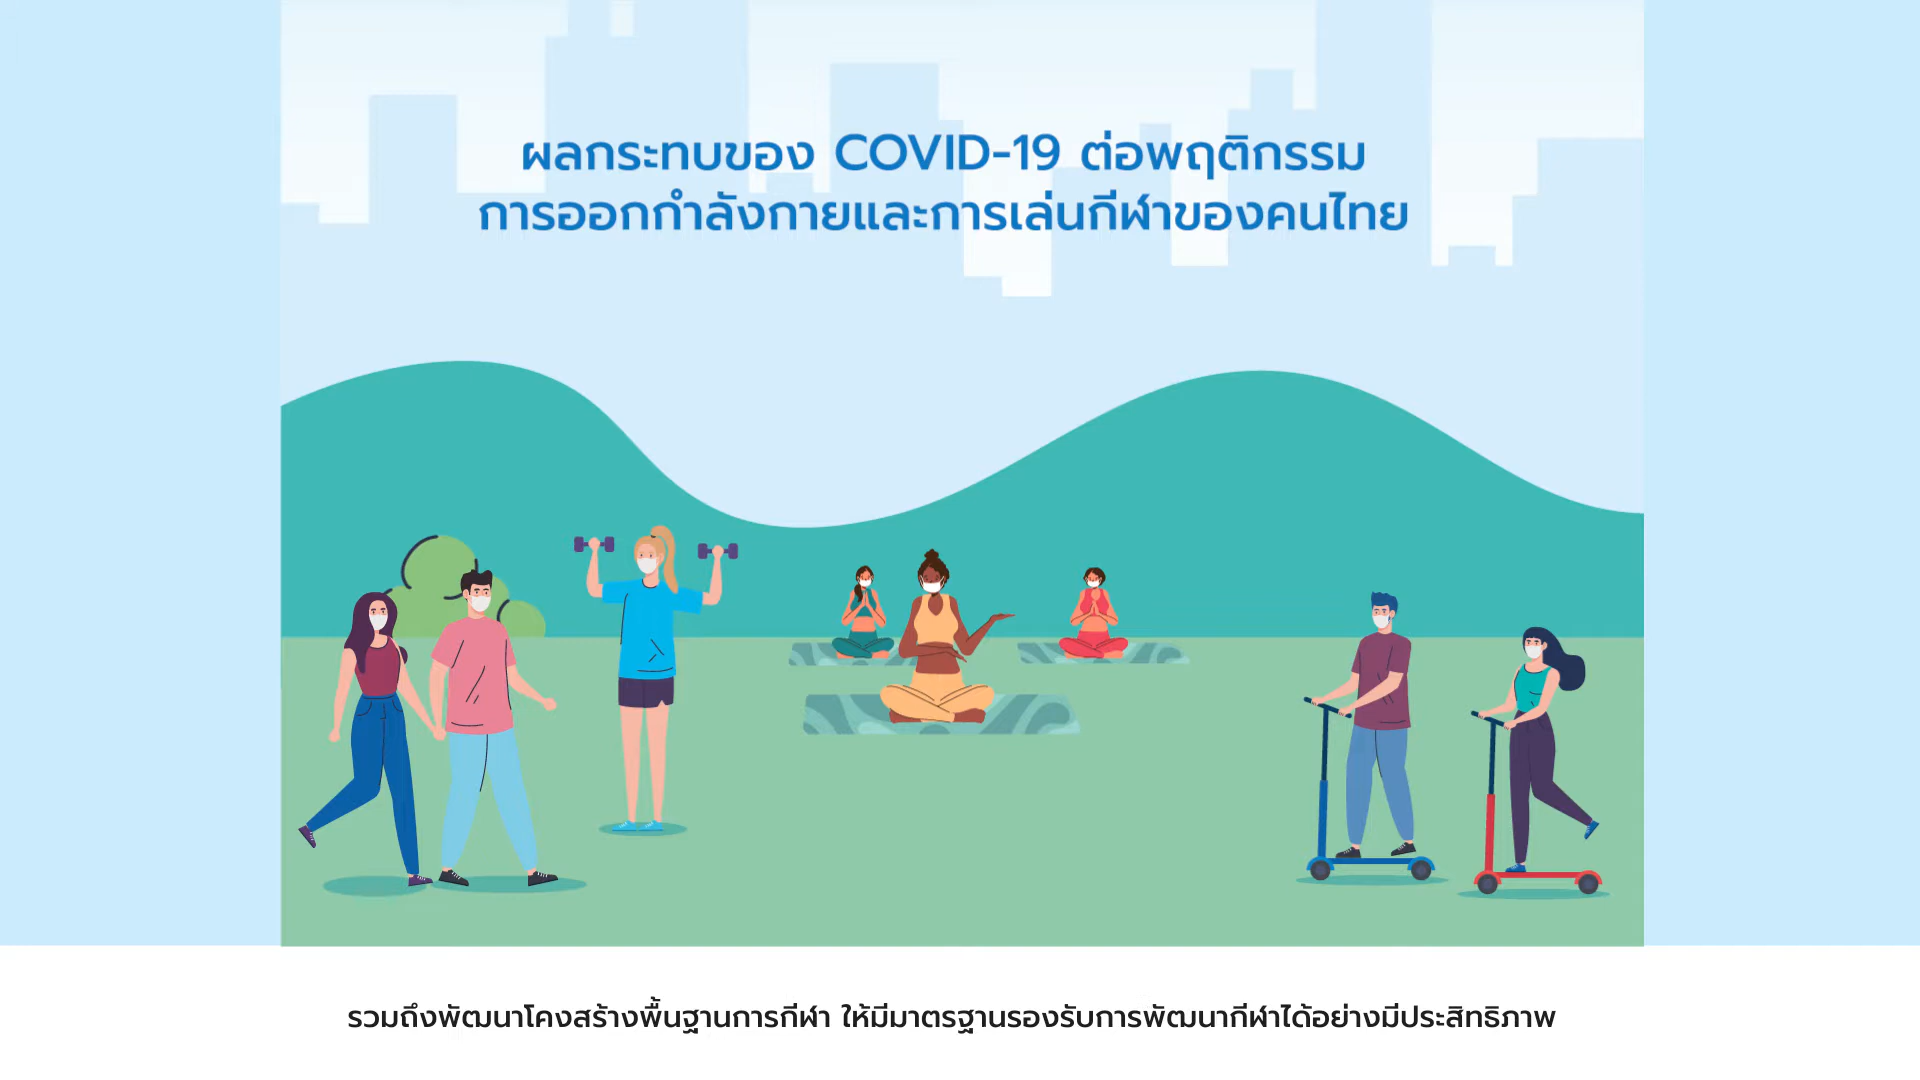 ผลกระทบของ COVID-19 ต่อพฤติกรรม
การออกกำลังกายและการเล่นกีฬาของคนไทย
รวมถึงพัฒนาโครงสร้างพื้นฐานการกีฬา ให้มีมาตรฐานรองรับการพัฒนากีฬาได้อย่างมีประสิทธิภาพ